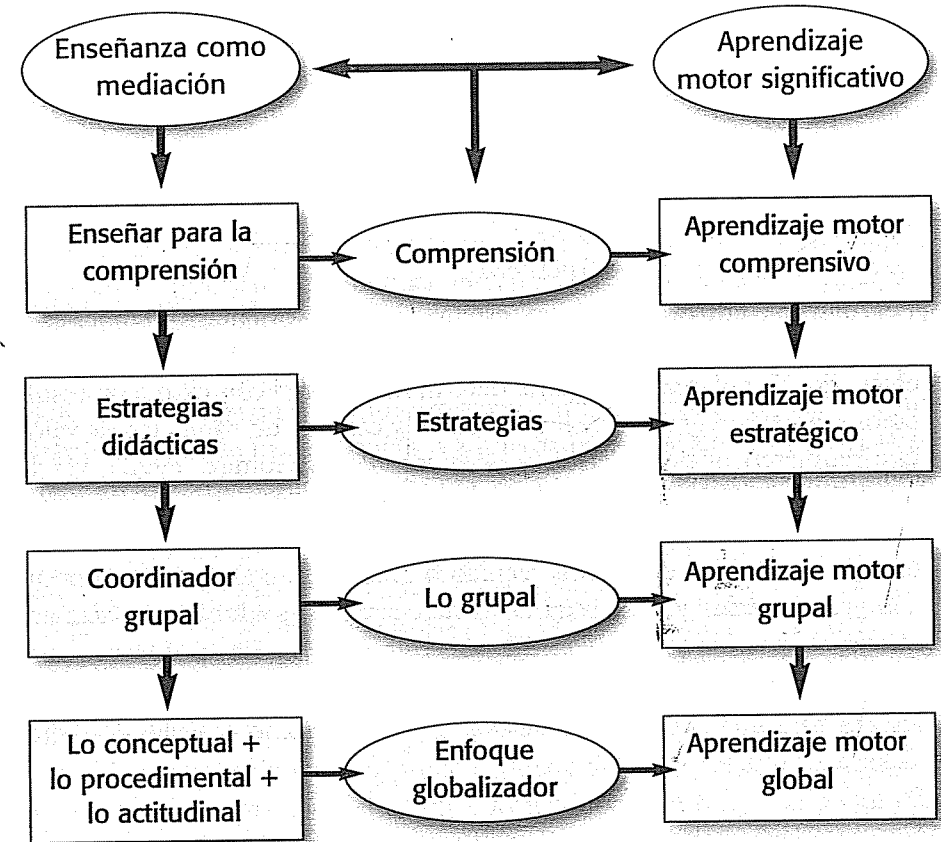 Enseñanza como
mediación
Aprendizaje
motor significativo
Enseñar para la
comprensión
Comprensión
Aprendizaje motor
comprensivo
Estrategias
didácticas
Estrategias
Aprendizaje motor
estratégico
Coordinador
grupal
Lo grupal
Aprendizaje motor
grupal
Lo conceptual +
lo procedimental +
lo actitudinal
Enfoque
globalizador
Aprendizaje motor
global